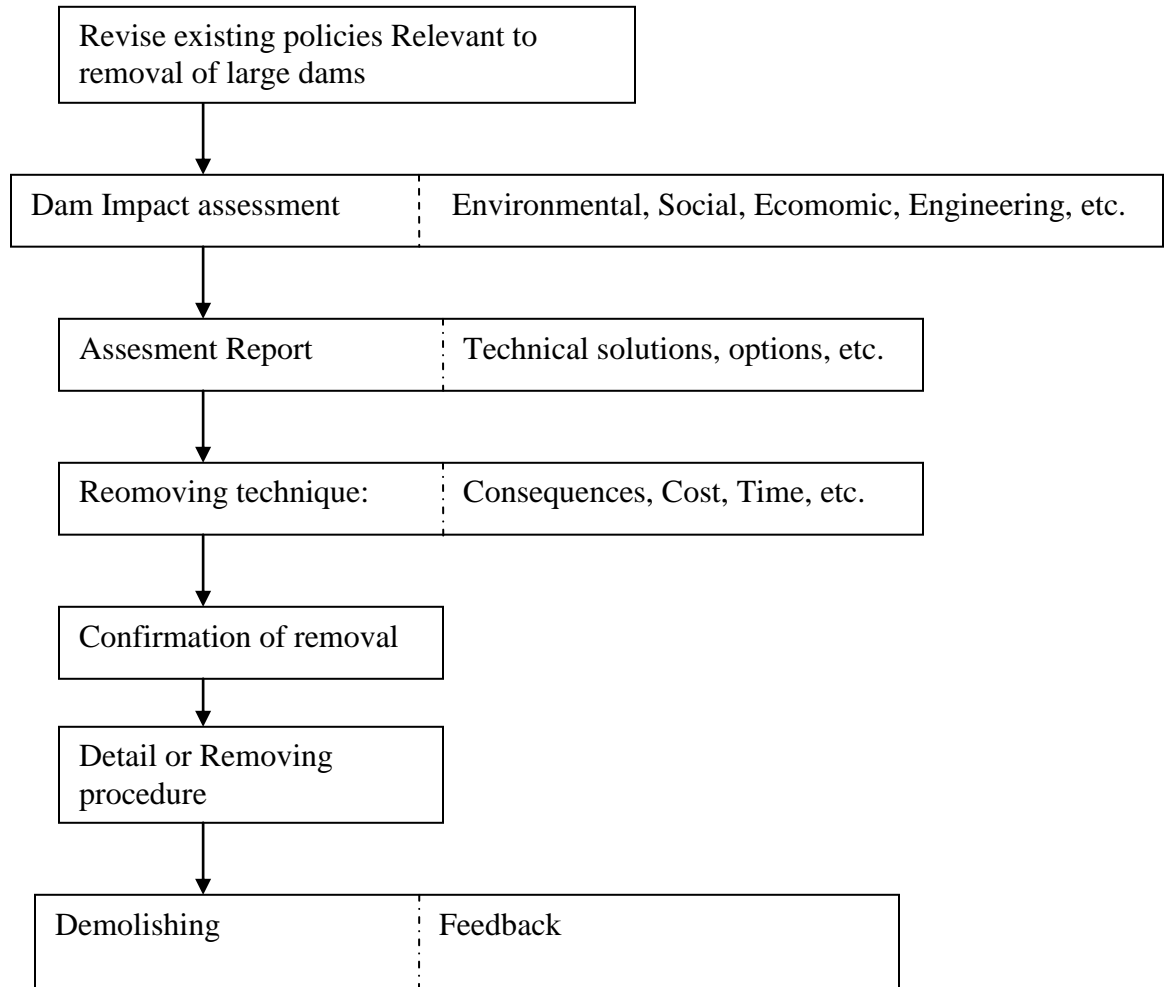 Revise existing policies Relevant to
removal of large dams
Dam Impact assessment
Environmental, Social, Ecomomic, Engineering, etc.
Assesment Report
Technical solutions, options, etc.
Reomoving technique:
Consequences, Cost, Time, etc.
Confirmation of removal
Detail or Removing
procedure
Demolishing
Feedback